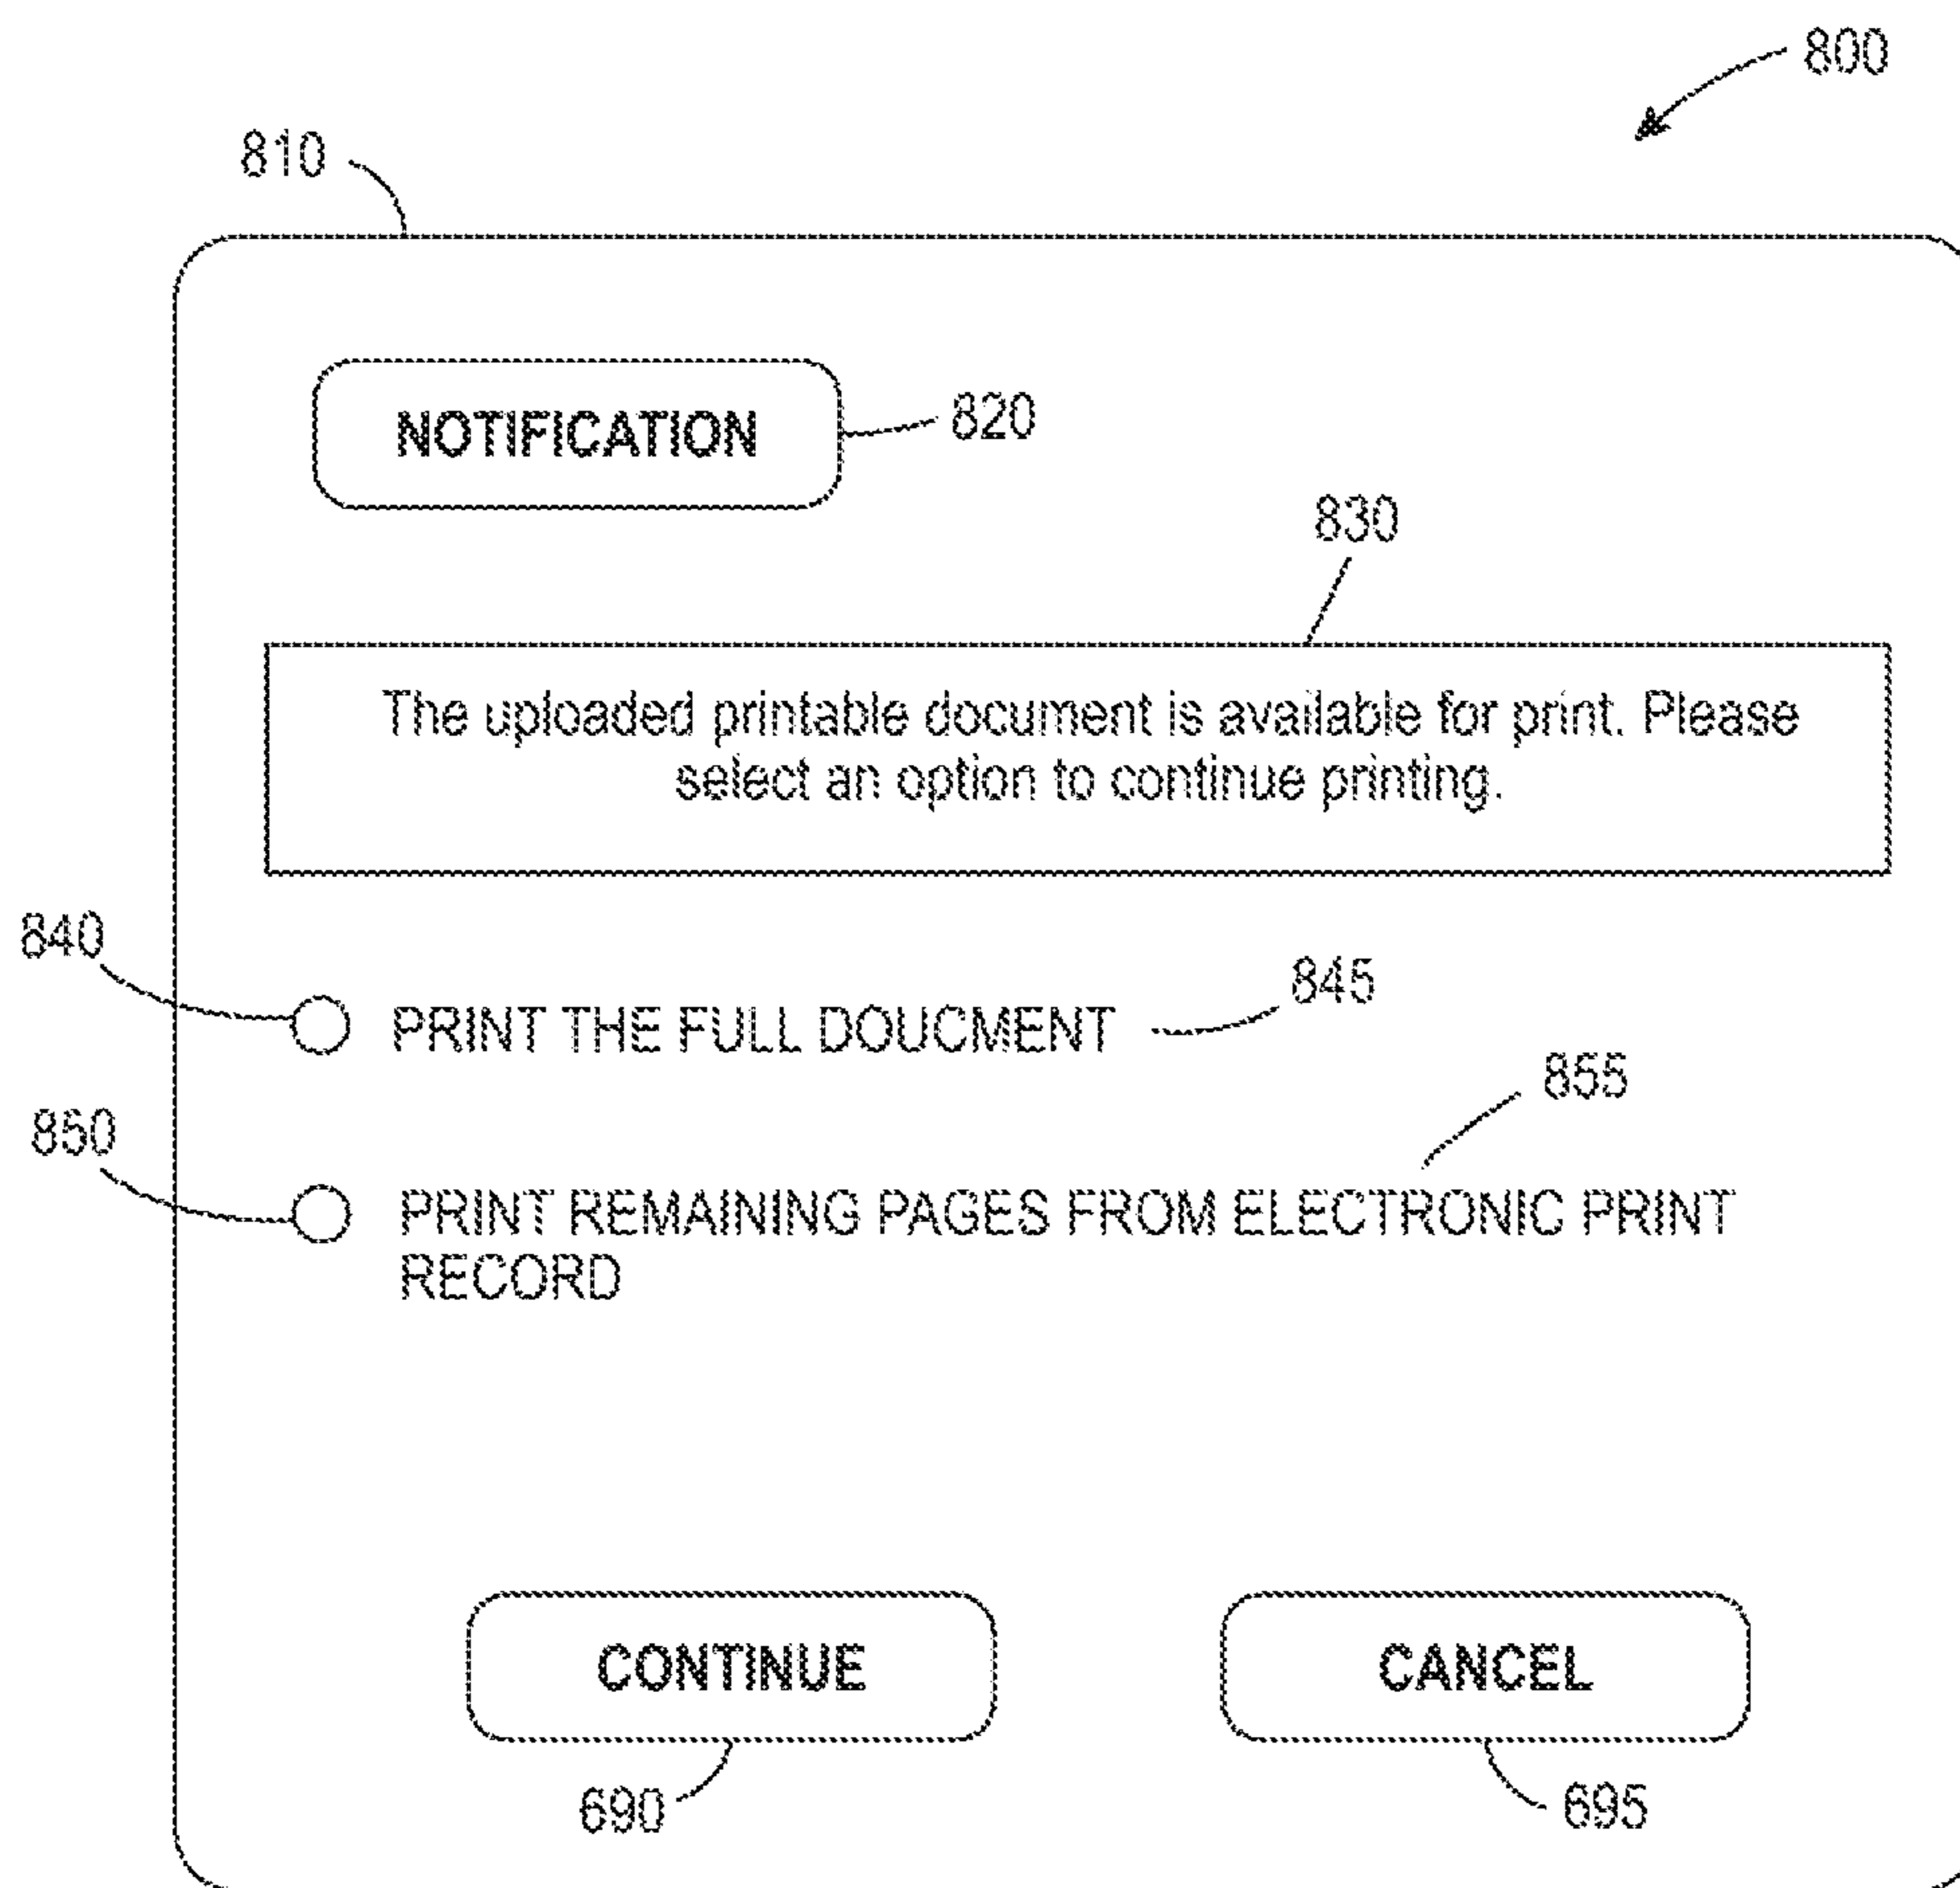 800
810
NOTIFICATION
820
830
The uploaded printable document is available for print. Please
select an option to continue printing.
840
845
PRINT THE FULL DOUCMENT
855
850
PRINT REMAINING PAGES FROM ELECTRONIC PRINT
RECORD
CONTINUE
CANCEL
690
695